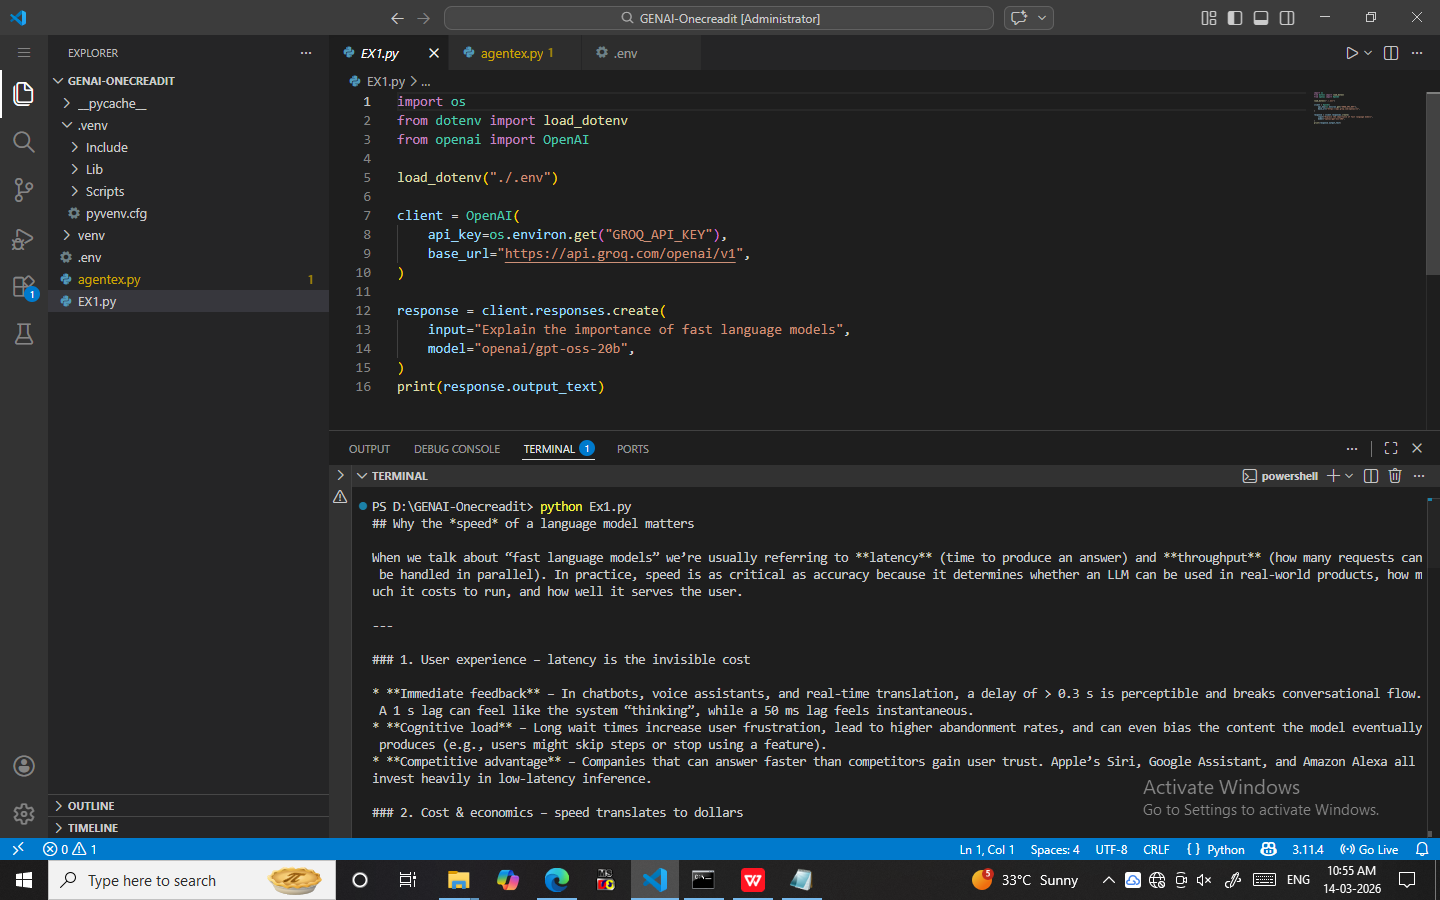 GENAI-Onecreadit [Administrator]
EXPLORER
GENAI-ONECREADIT
__pycache__
.venv
Include
Lib
Scripts
pyvenv.cfg
venv
.env
agentex.py 1
EX1.py
OUTLINE
TIMELINE
EX1.py
agentex.py 1
.env
EX1.py > ...
1 import os
2 from dotenv import load_dotenv
3 from openai import OpenAI
4
5 load_dotenv("./.env")
6
7 client = OpenAI(
8     api_key=os.environ.get("GROQ_API_KEY"),
9     base_url="https://api.groq.com/openai/v1",
10 )
11
12 response = client.responses.create(
13     input="Explain the importance of fast language models",
14     model="openai/gpt-oss-20b",
15 )
16 print(response.output_text)
OUTPUT DEBUG CONSOLE TERMINAL 1 PORTS
TERMINAL
powershell
PS D:\GENAI-Onecreadit> python Ex1.py
## Why the *speed* of a language model matters
When we talk about “fast language models” we’re usually referring to **latency** (time to produce an answer) and **throughput** (how many requests can
be handled in parallel). In practice, speed is as critical as accuracy because it determines whether an LLM can be used in real-world products, how m
uch it costs to run, and how well it serves the user.
---
### 1. User experience – latency is the invisible cost
* **Immediate feedback** – In chatbots, voice assistants, and real-time translation, a delay of > 0.3 s is perceptible and breaks conversational flow.
A 1 s lag can feel like the system “thinking”, while a 50 ms lag feels instantaneous.
* **Cognitive load** – Long wait times increase user frustration, lead to higher abandonment rates, and can even bias the content the model eventually
produces (e.g., users might skip steps or stop using a feature).
* **Competitive advantage** – Companies that can answer faster than competitors gain user trust. Apple’s Siri, Google Assistant, and Amazon Alexa all
invest heavily in low-latency inference.
### 2. Cost & economics – speed translates to dollars
Activate Windows
Go to Settings to activate Windows.
1
0 1
Ln 1, Col 1 Spaces: 4 UTF-8 CRLF { } Python 3.11.4 Go Live
Type here to search
5
33°C Sunny
ENG
10:55 AM
14-03-2026